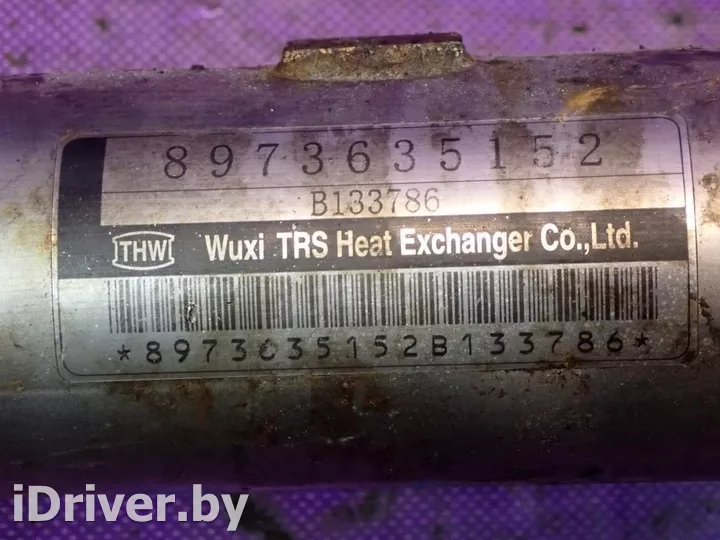 8973635152
B133786
THW Wuxi TRS Heat Exchanger Co.,Ltd.
*8973635152B133786*
iDriver.by